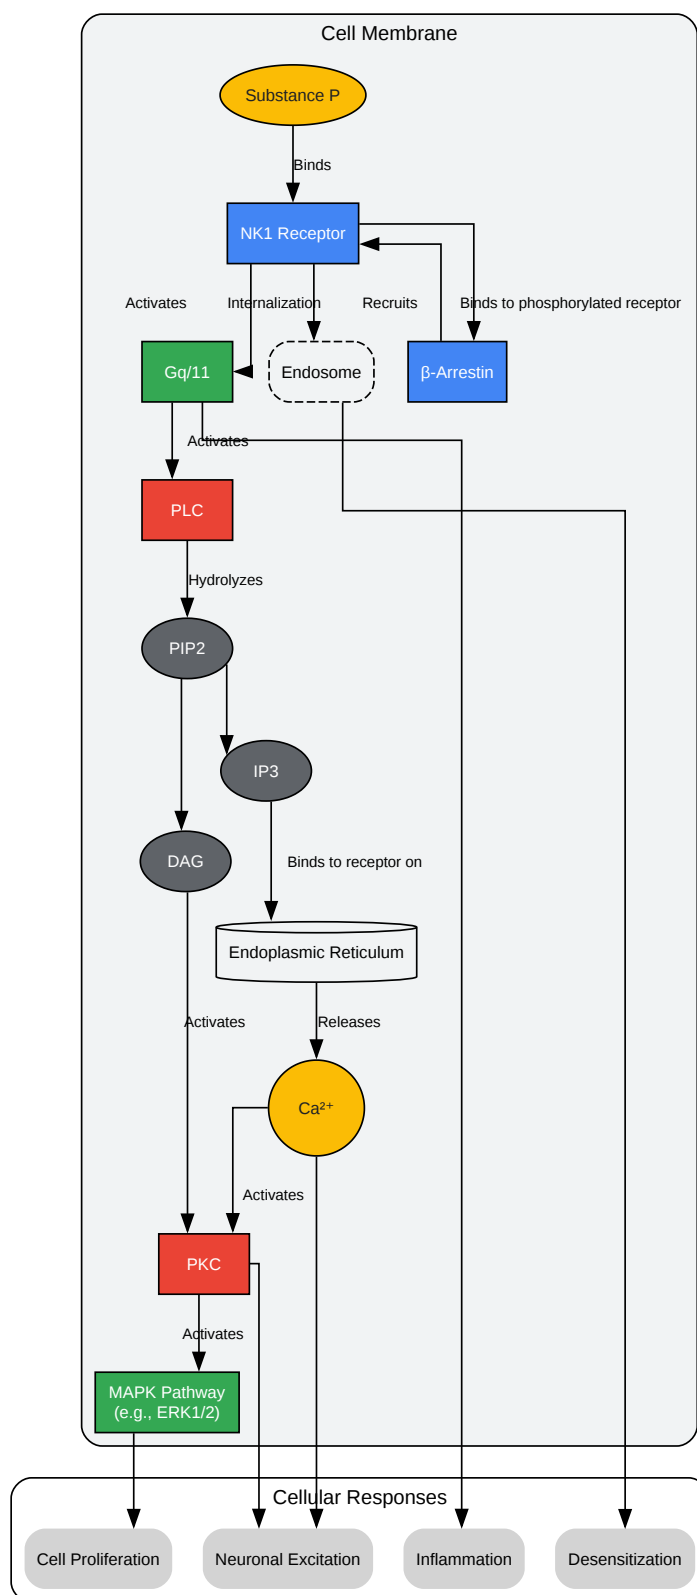 Cell Membrane
Substance P
Binds
NK1 Receptor
Activates
Internalization
Recruits
Binds to phosphorylated receptor
Gq/11
Endosome
β-Arrestin
Activates
PLC
Hydrolyzes
PIP2
IP3
DAG
Binds to receptor on
Endoplasmic Reticulum
Activates
Releases
Ca²⁺
Activates
PKC
Activates
MAPK Pathway
(e.g., ERK1/2)
Cellular Responses
Cell Proliferation
Neuronal Excitation
Inflammation
Desensitization